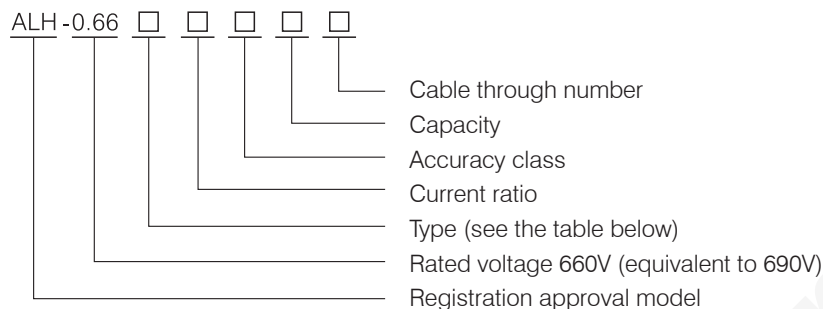 ALH-0.66 □ □ □ □ □
Cable through number
Capacity
Accuracy class
Current ratio
Type (see the table below)
Rated voltage 660V (equivalent to 690V)
Registration approval model